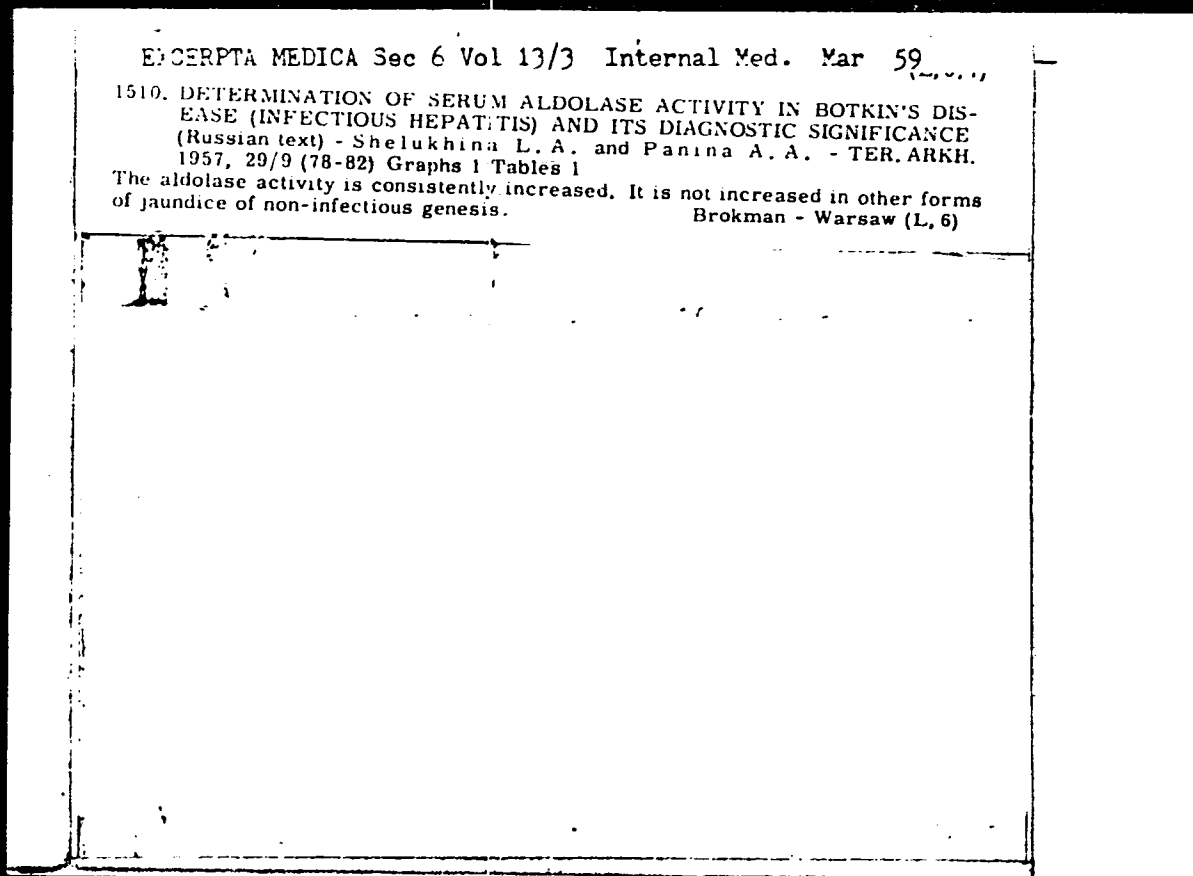 EXCERPTA MEDICA Sec 6 Vol 13/3 Internal Med. Mar 59
1510. DETERMINATION OF SERUM ALDOLASE ACTIVITY IN BOTKIN'S DIS-
EASE (INFECTIOUS HEPATITIS) AND ITS DIAGNOSTIC SIGNIFICANCE
(Russian text) - Shelukhina L. A. and Panina A. A. - TER. ARKH.
1957, 29/9 (78-82) Graphs 1 Tables 1
The aldolase activity is consistently increased. It is not increased in other forms
of jaundice of non-infectious genesis. Brokman - Warsaw (L, 6)